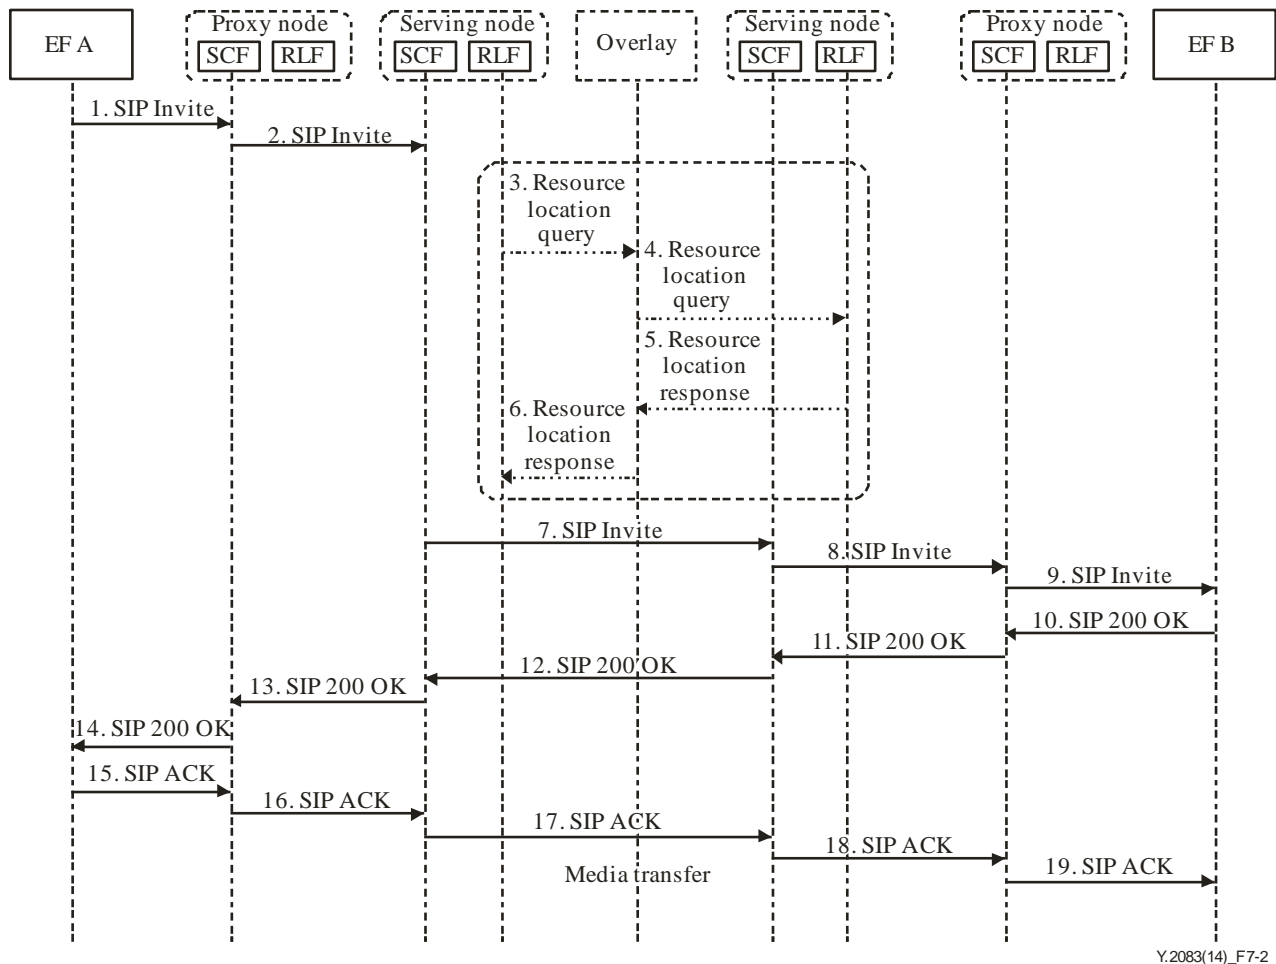 EF A
Proxy node
SCF RLF
Serving node
SCF RLF
Overlay
Serving node
SCF RLF
Proxy node
SCF RLF
EF B
1. SIP Invite
2. SIP Invite
3. Resource
location
query
4. Resource
location
query
5. Resource
location
response
6. Resource
location
response
7. SIP Invite
8. SIP Invite
9. SIP Invite
10. SIP 200 OK
11. SIP 200 OK
12. SIP 200 OK
13. SIP 200 OK
14. SIP 200 OK
15. SIP ACK
16. SIP ACK
17. SIP ACK
18. SIP ACK
19. SIP ACK
Media transfer
Y.2083(14)_F7-2